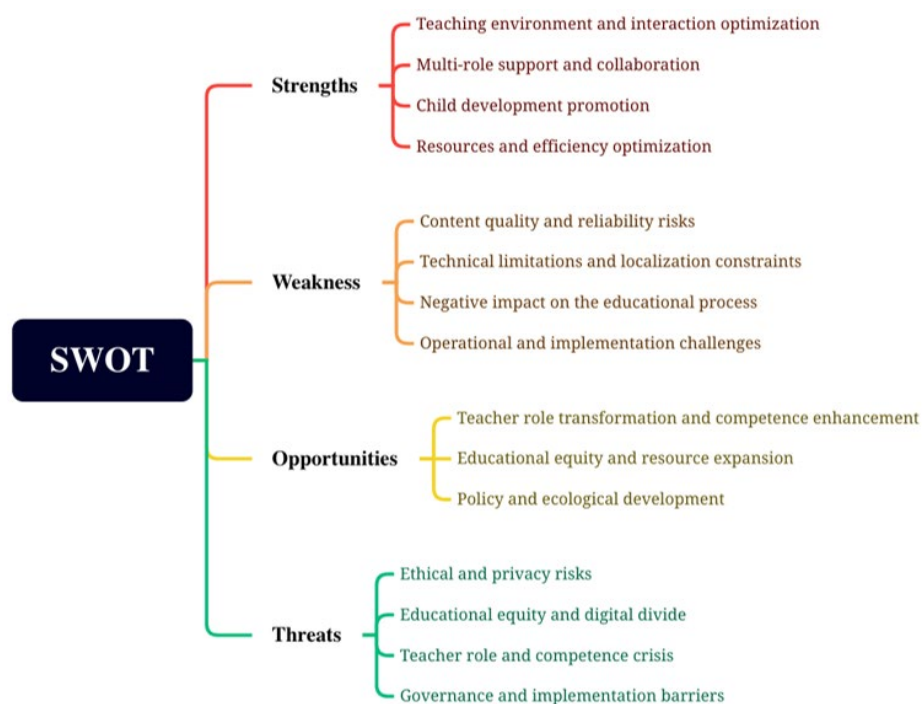 SWOT
Strengths
Teaching environment and interaction optimization
Multi-role support and collaboration
Child development promotion
Resources and efficiency optimization
Weakness
Content quality and reliability risks
Technical limitations and localization constraints
Negative impact on the educational process
Operational and implementation challenges
Opportunities
Teacher role transformation and competence enhancement
Educational equity and resource expansion
Policy and ecological development
Threats
Ethical and privacy risks
Educational equity and digital divide
Teacher role and competence crisis
Governance and implementation barriers